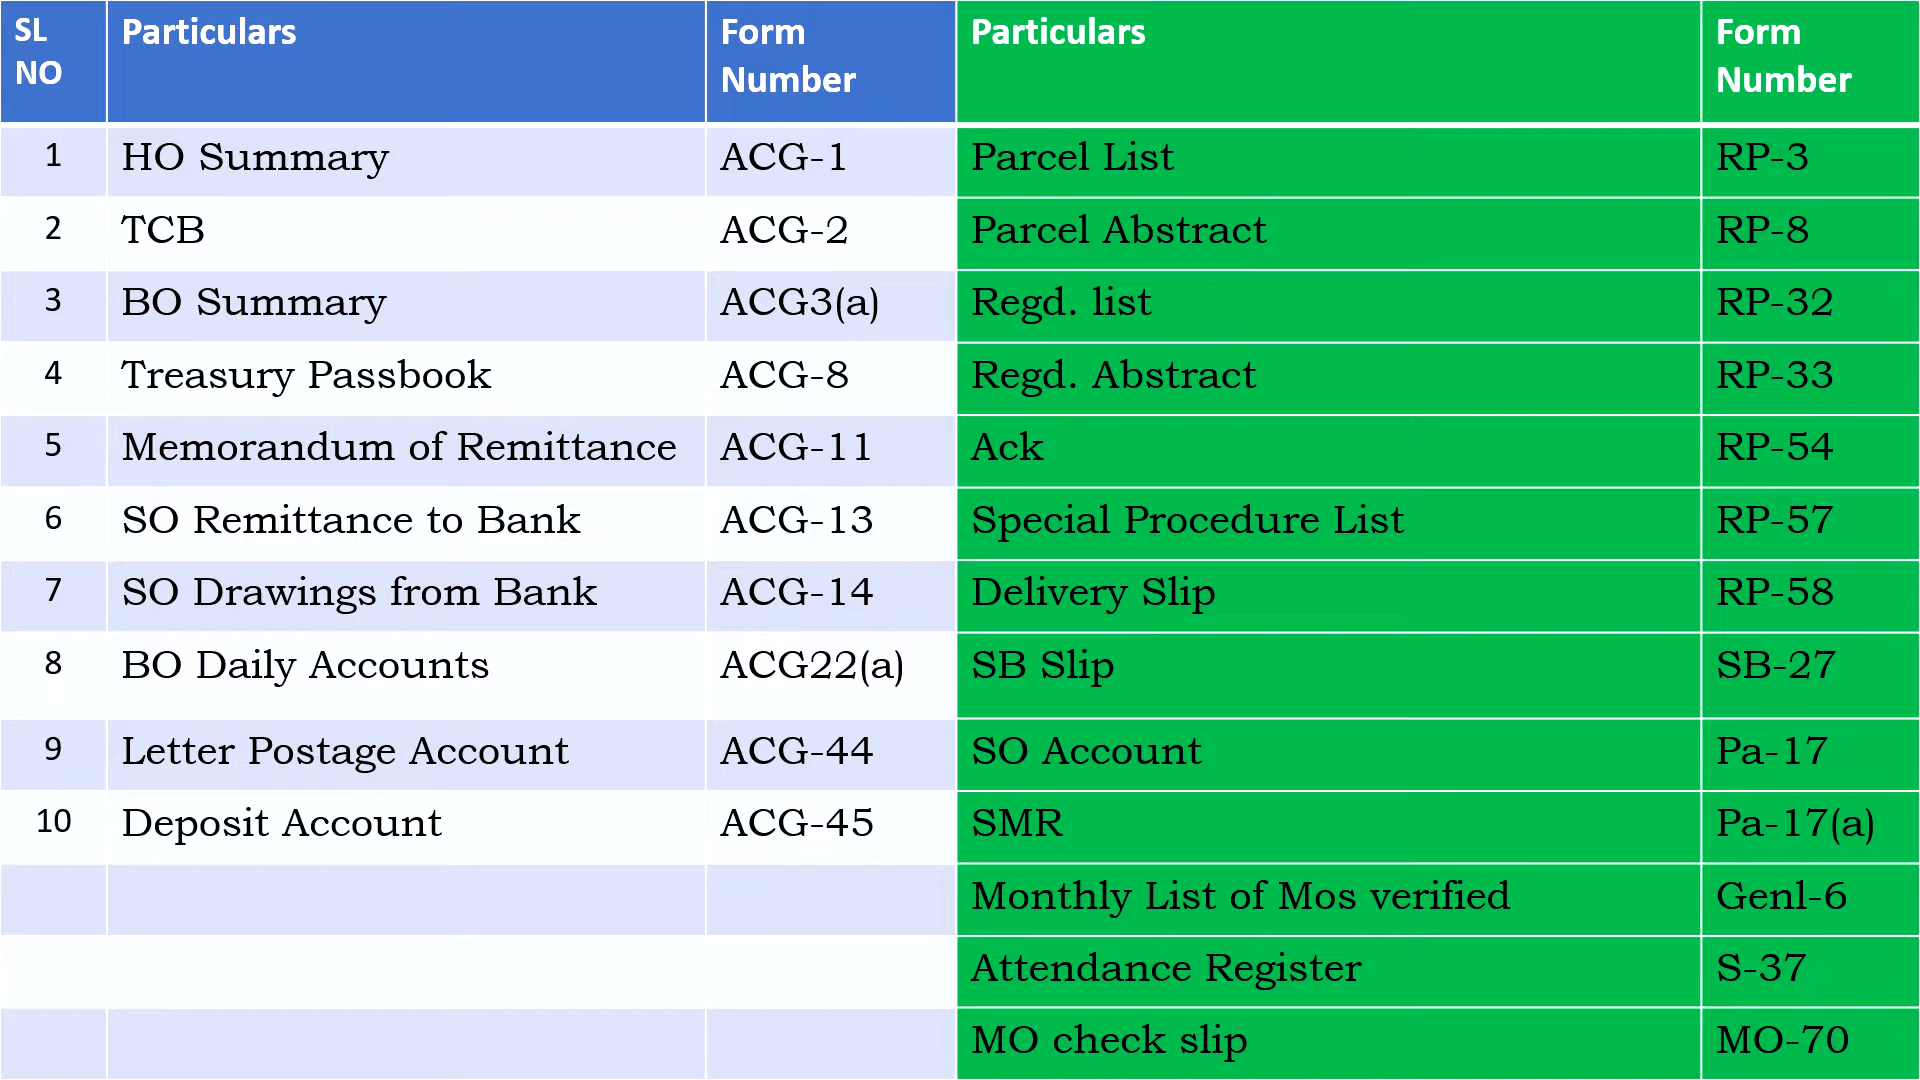 SL NO Particulars Form Number Particulars Form Number
1 HO Summary ACG-1 Parcel List RP-3
2 TCB ACG-2 Parcel Abstract RP-8
3 BO Summary ACG3(a) Regd. list RP-32
4 Treasury Passbook ACG-8 Regd. Abstract RP-33
5 Memorandum of Remittance ACG-11 Ack RP-54
6 SO Remittance to Bank ACG-13 Special Procedure List RP-57
7 SO Drawings from Bank ACG-14 Delivery Slip RP-58
8 BO Daily Accounts ACG22(a) SB Slip SB-27
9 Letter Postage Account ACG-44 SO Account Pa-17
10 Deposit Account ACG-45 SMR Pa-17(a)
Monthly List of Mos verified Genl-6
Attendance Register S-37
MO check slip MO-70